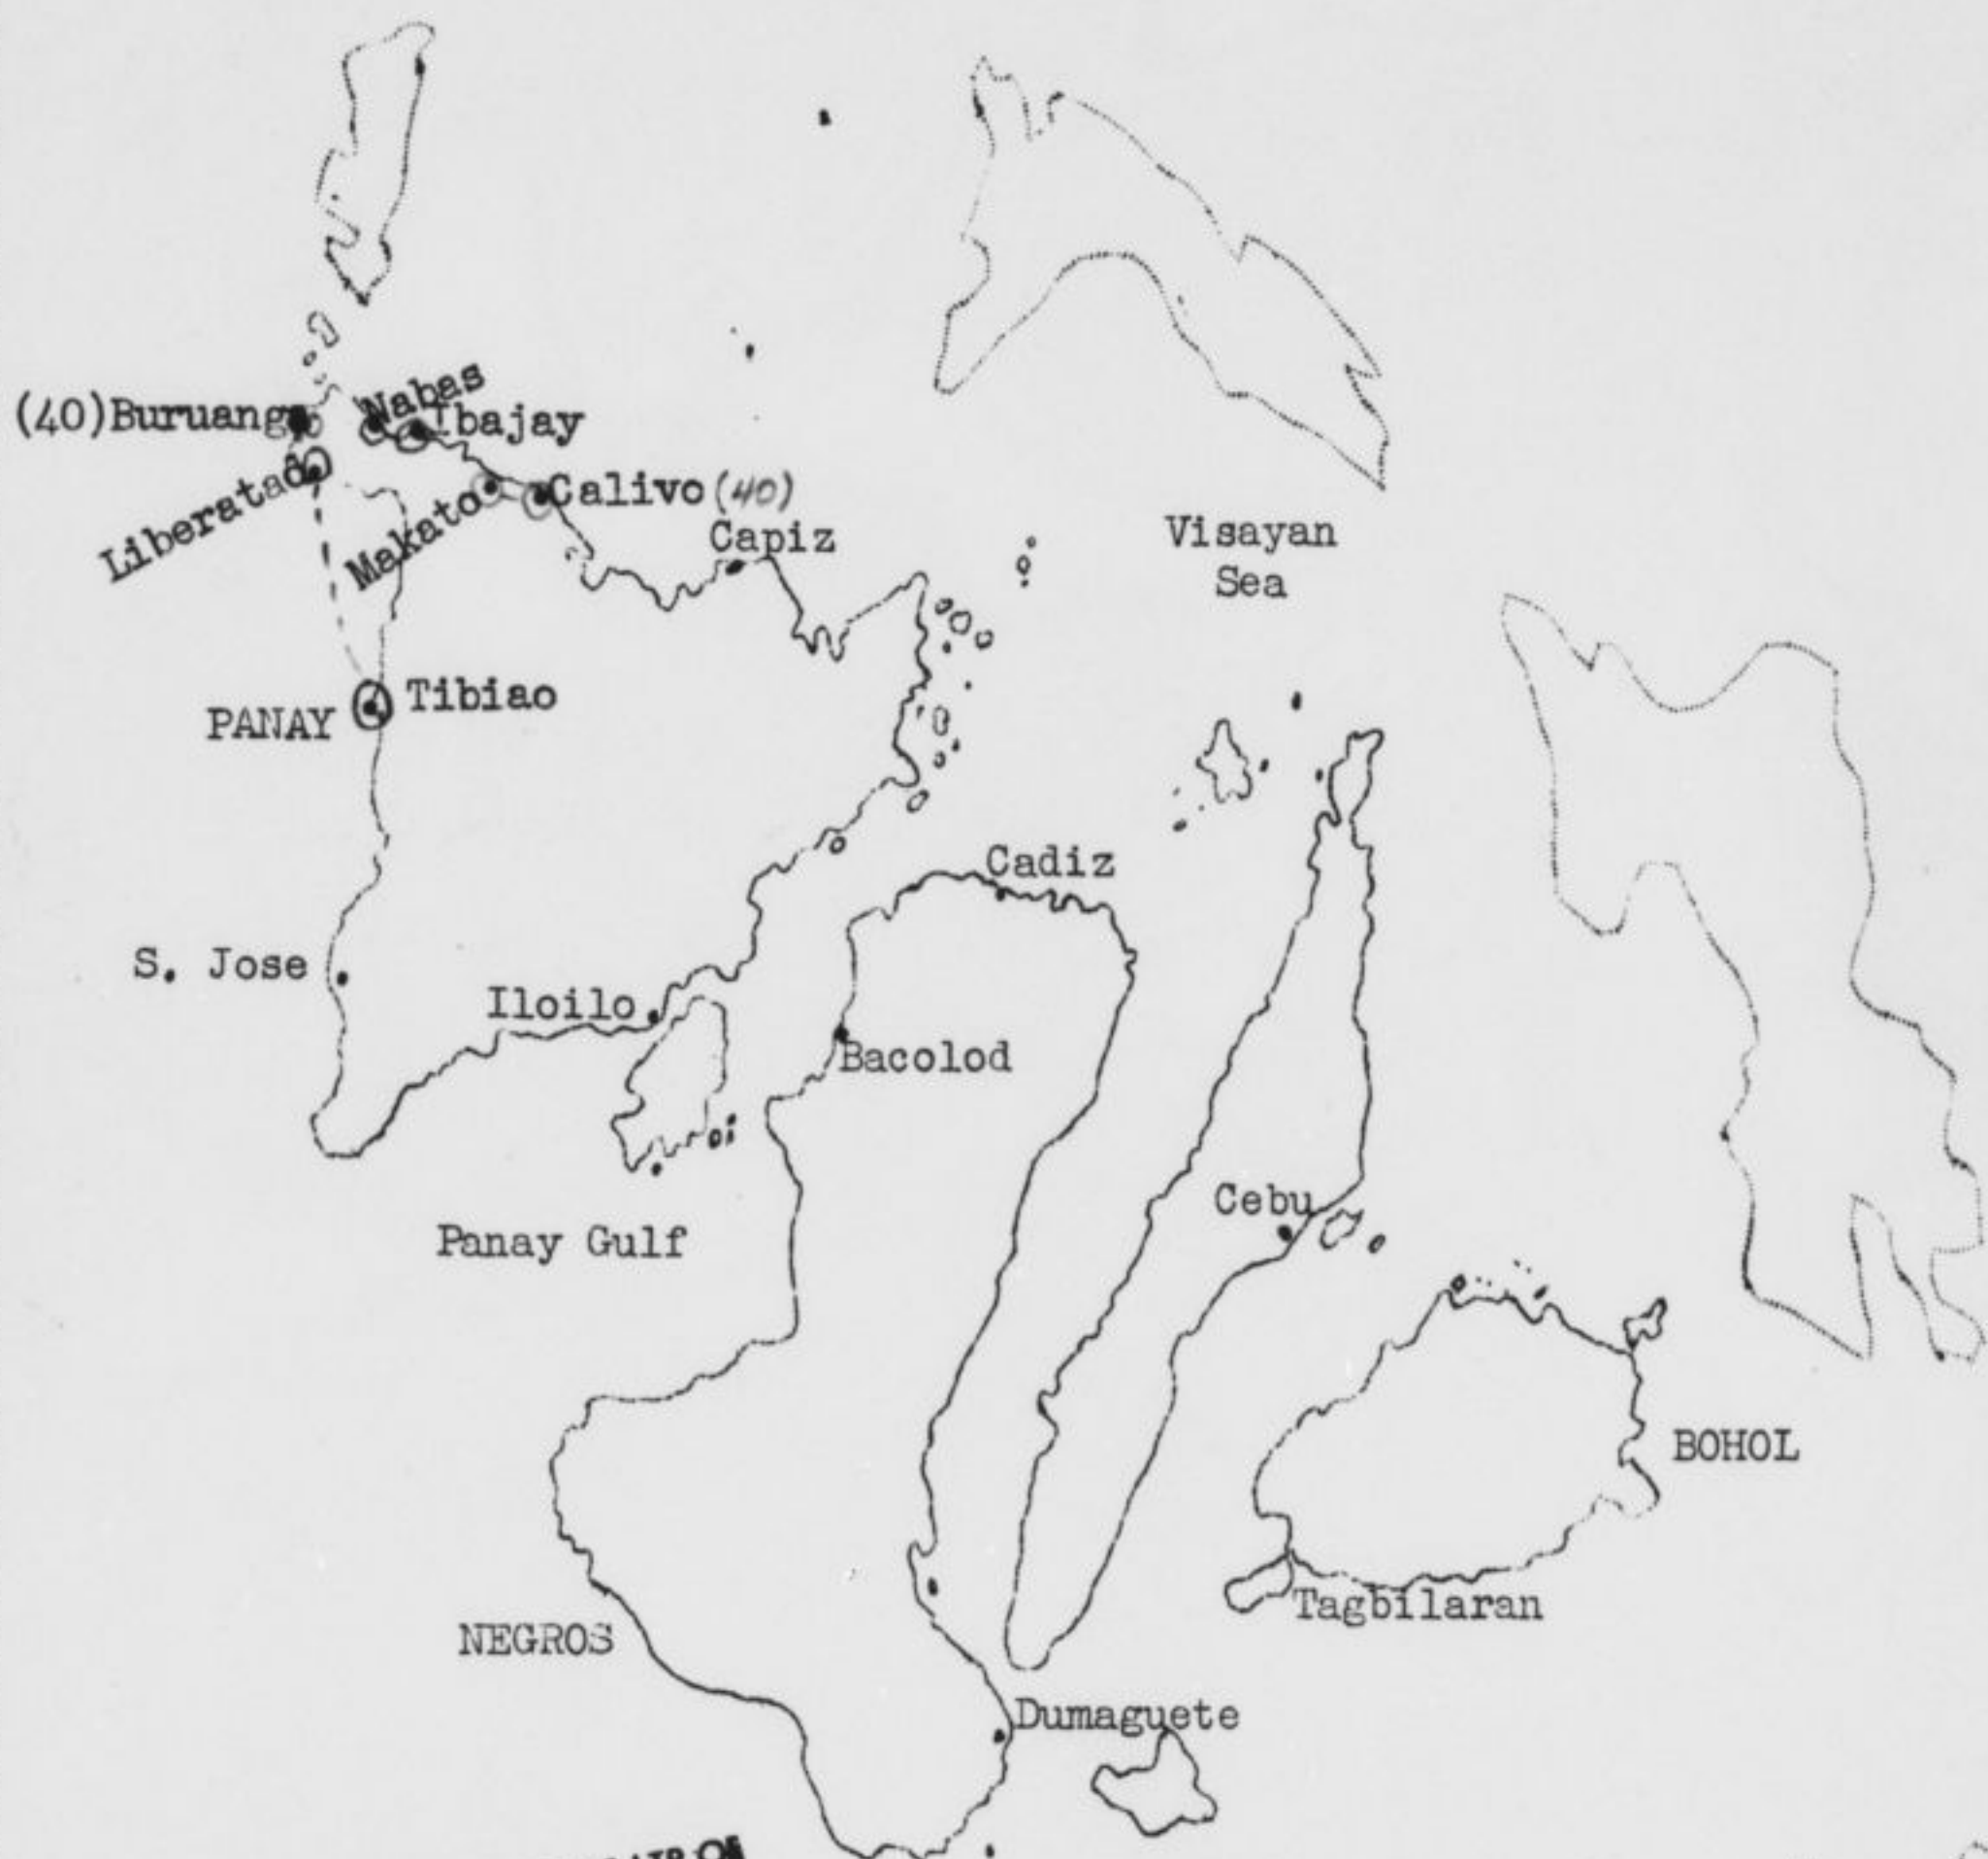 Nabas
(40)Buruanga
Ibajay
Liberatad
Makato
Calivo (40)
Capiz
Visayan
Sea
PANAY
Tibiao
Cadiz
S. Jose
Iloilo
Bacolod
Cebu
Panay Gulf
BOHOL
Tagbilaran
NEGROS
Dumaguete